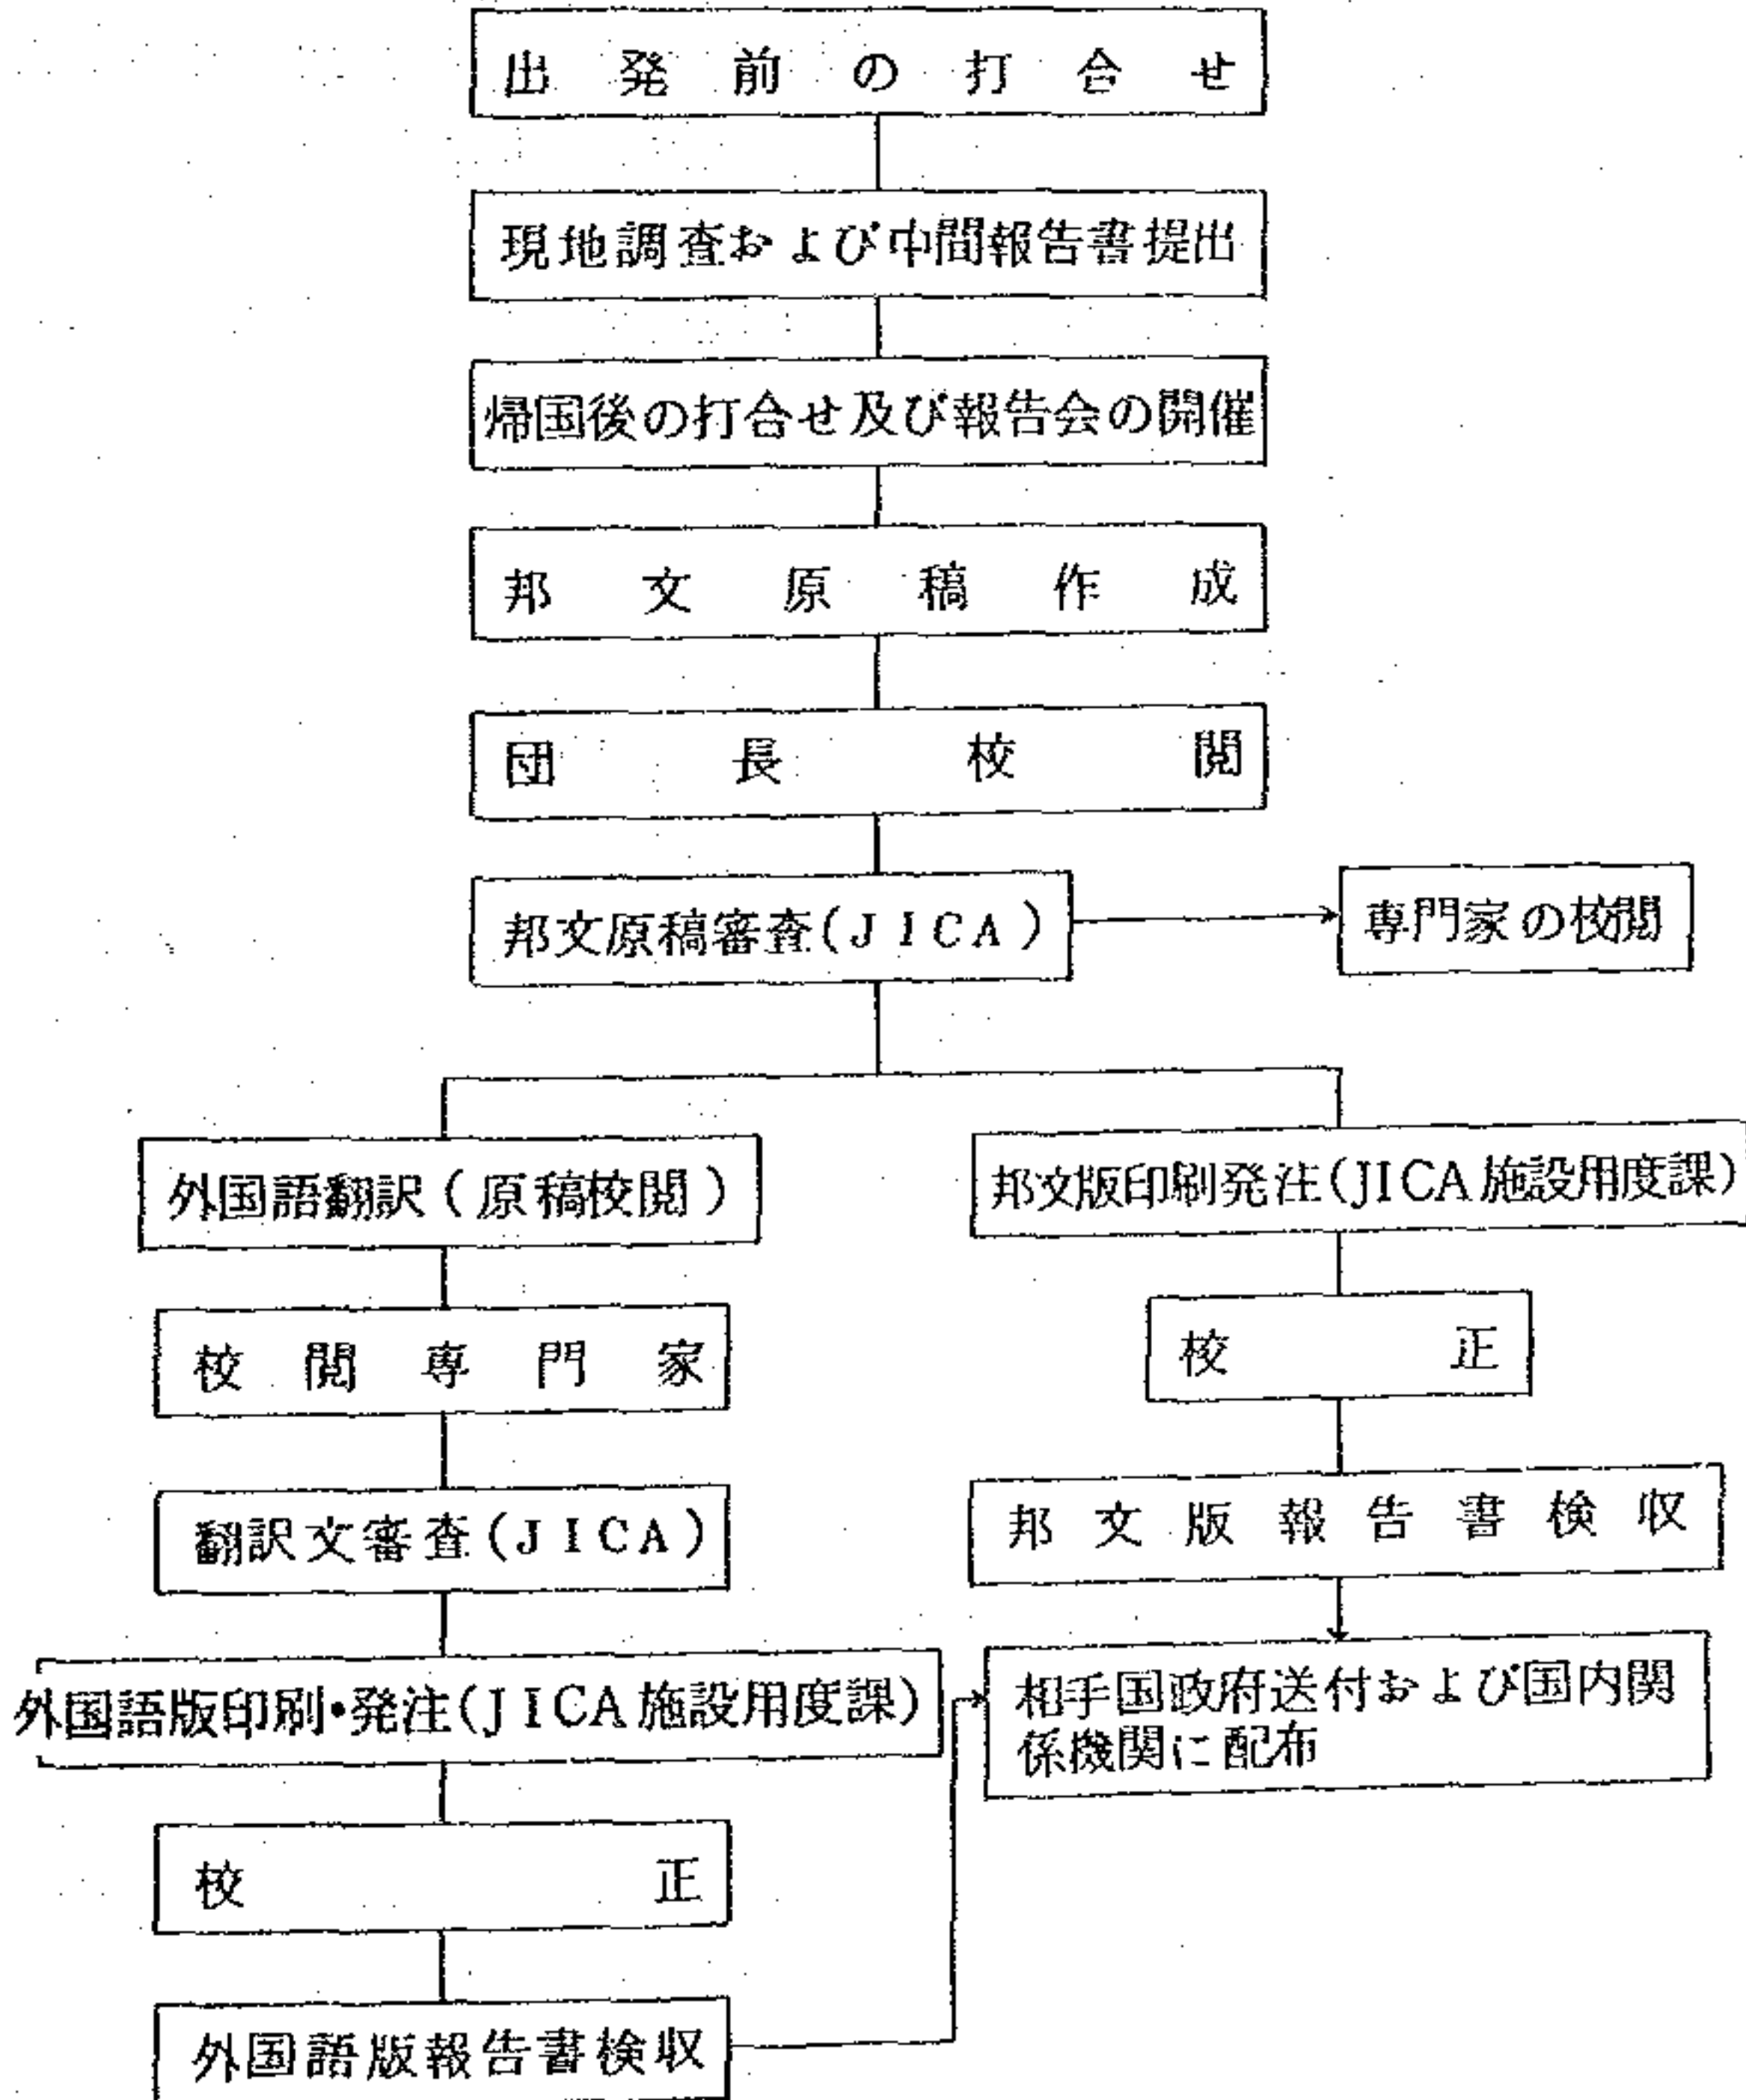 出発前の打合せ
現地調査および中間報告書提出
帰国後の打合せ及び報告会の開催
邦文原稿作成
団長校閲
邦文原稿審査(JICA)
専門家の校閲
外国語翻訳(原稿校閲)
邦文版印刷発注(JICA施設用度課)
校閲専門家
校正
翻訳文審査(JICA)
邦文版報告書検収
外国語版印刷・発注(JICA施設用度課)
相手国政府送付および国内関
係機関に配布
校正
外国語版報告書検収